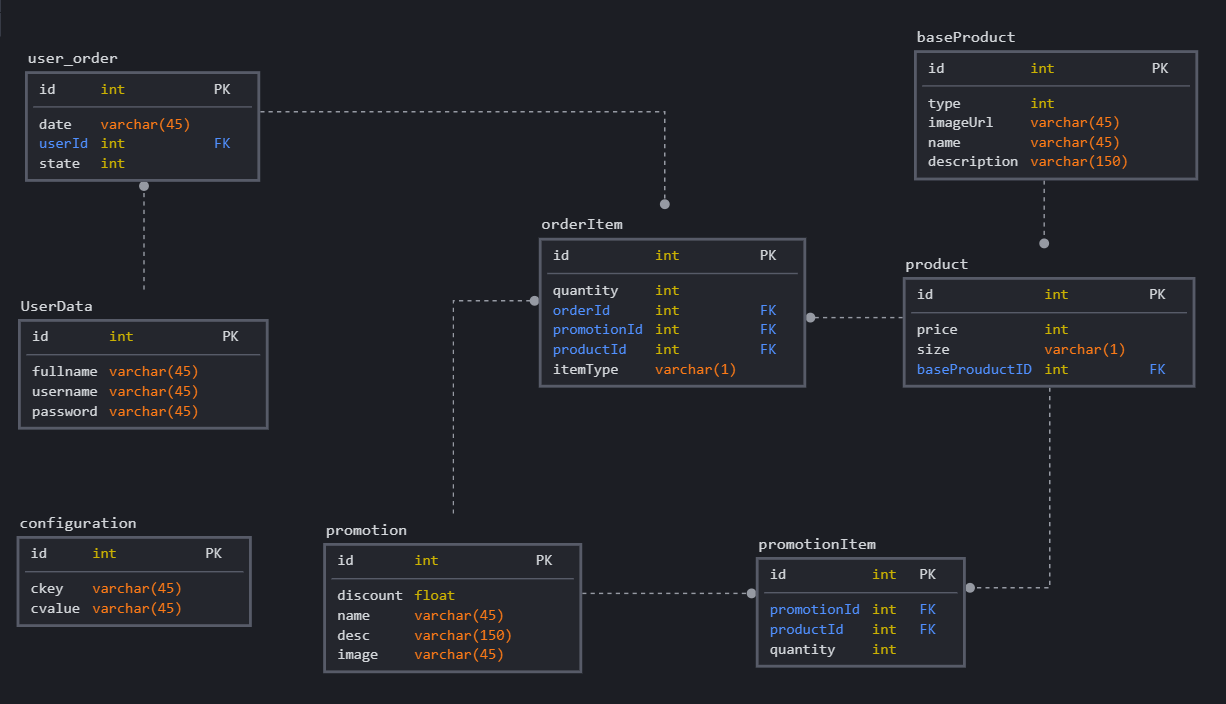 user_order
id int PK
date varchar(45)
userId int FK
state int
baseProduct
id int PK
type int
imageUrl varchar(45)
name varchar(45)
description varchar(150)
orderItem
id int PK
quantity int
orderId int FK
promotionId int FK
productId int FK
itemType varchar(1)
product
id int PK
price int
size varchar(1)
baseProuductID int FK
UserData
id int PK
fullname varchar(45)
username varchar(45)
password varchar(45)
configuration
id int PK
ckey varchar(45)
cvalue varchar(45)
promotion
id int PK
discount float
name varchar(45)
desc varchar(150)
image varchar(45)
promotionItem
id int PK
promotionId int FK
productId int FK
quantity int